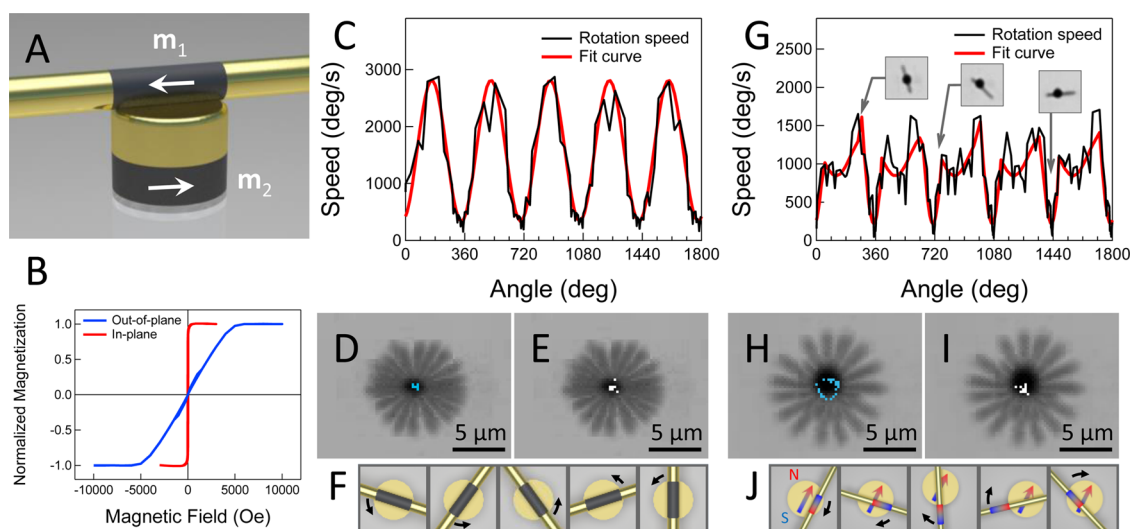 A
m1
m2
B
Normalized Magnetization
1.0
0.5
0.0
-0.5
-1.0
Out-of-plane
In-plane
-10000 -5000 0 5000 10000
Magnetic Field (Oe)
C
Speed (deg/s)
3000
2000
1000
0
Rotation speed
Fit curve
0 360 720 1080 1440 1800
Angle (deg)
D
5 μm
E
5 μm
F
G
Speed (deg/s)
2500
2000
1500
1000
500
0
Rotation speed
Fit curve
0 360 720 1080 1440 1800
Angle (deg)
H
5 μm
I
5 μm
J
N
S